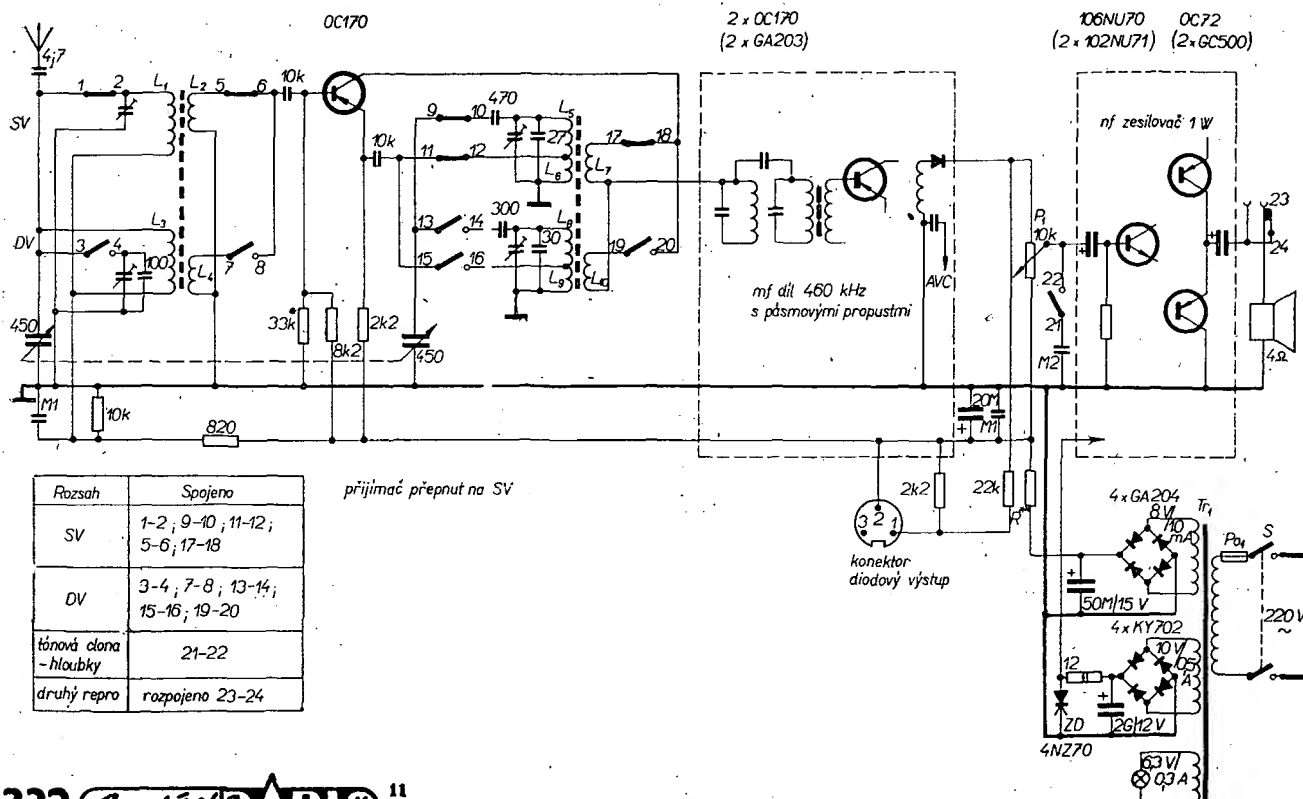 OC170
2 x OC170
(2 x GA203)
106NU70
(2 x 102NU71)
OC72
(2xGC500)
4j7
1
2
L1
L2
5
6
10k
SV
10k
9
10
470
L5
27
11
12
L6
17
18
L7
L3
DV
3
4
100
L4
7
8
13
14
300
L8
30
15
16
L9
19
20
L10
450
33k
8k2
2k2
450
M1
10k
820
mf díl 460 kHz
s pásmovými propustmi
AVC
P1
10k
22
21
M2
nf zesilovač 1 W
23
24
4Ω
20M
+
M1
Rozsah
Spojeno
SV
1-2 ; 9-10 ; 11-12 ;
5-6 ; 17-18
DV
3-4 ; 7-8 ; 13-14 ;
15-16 ; 19-20
tónová clona
- hloubky
21-22
druhý repro
rozpojeno 23-24
přijímač přepnut na SV
2k2
22k
R
3
2
1
konektor
diodový výstup
4xGA204
8 V/
10
mA
Tr1
Po1
S
220 V
~
+
50M/15 V
4 x KY702
10 V/
0,5
A
12
+
ZD
2G/12 V
4NZ70
6,3 V/
0,3 A
11